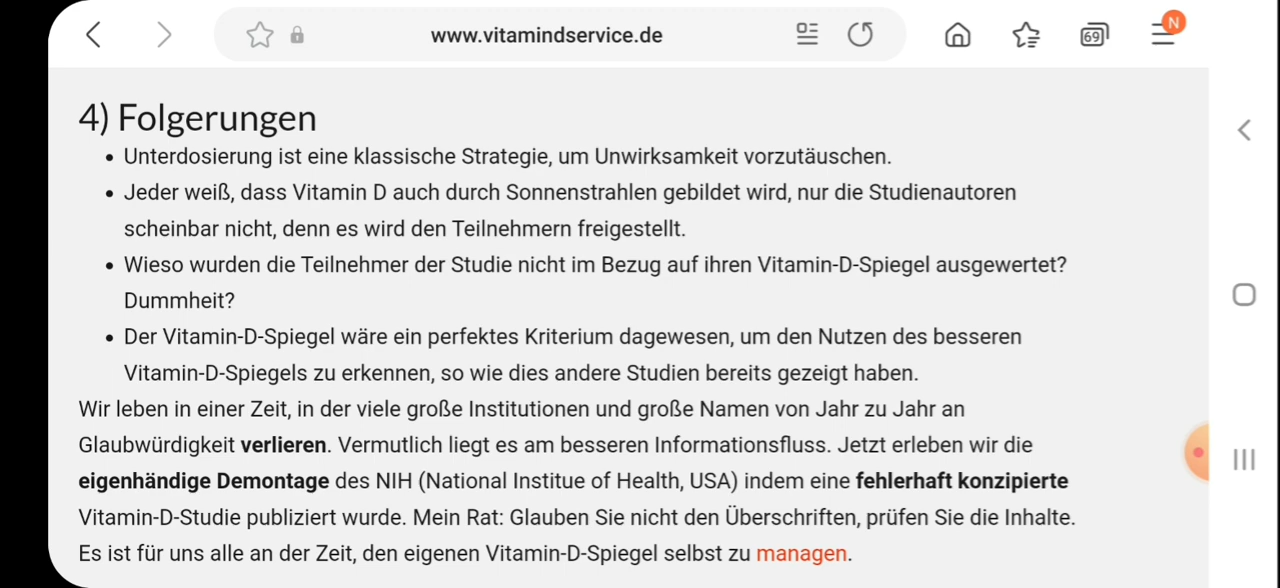 www.vitamindservice.de
69
N
4) Folgerungen
• Unterdosierung ist eine klassische Strategie, um Unwirksamkeit vorzutäuschen.
• Jeder weiß, dass Vitamin D auch durch Sonnenstrahlen gebildet wird, nur die Studienautoren
scheinbar nicht, denn es wird den Teilnehmern freigestellt.
• Wieso wurden die Teilnehmer der Studie nicht im Bezug auf ihren Vitamin-D-Spiegel ausgewertet?
Dummheit?
• Der Vitamin-D-Spiegel wäre ein perfektes Kriterium dagewesen, um den Nutzen des besseren
Vitamin-D-Spiegels zu erkennen, so wie dies andere Studien bereits gezeigt haben.
Wir leben in einer Zeit, in der viele große Institutionen und große Namen von Jahr zu Jahr an
Glaubwürdigkeit verlieren. Vermutlich liegt es am besseren Informationsfluss. Jetzt erleben wir die
eigenhändige Demontage des NIH (National Institue of Health, USA) indem eine fehlerhaft konzipierte
Vitamin-D-Studie publiziert wurde. Mein Rat: Glauben Sie nicht den Überschriften, prüfen Sie die Inhalte.
Es ist für uns alle an der Zeit, den eigenen Vitamin-D-Spiegel selbst zu managen.